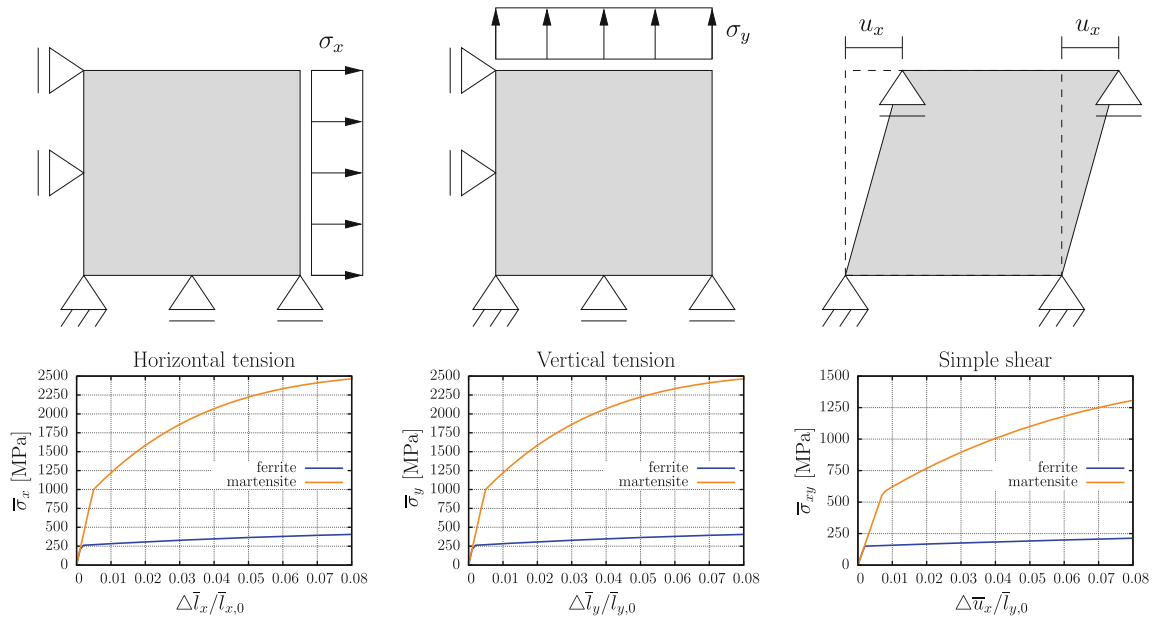 σ_x
σ_y
u_x u_x
Horizontal tension
2500
2250
2000
1750
1500
1250
1000
750
500
250
0
σ̅_x [MPa]
ferrite
martensite
0 0.01 0.02 0.03 0.04 0.05 0.06 0.07 0.08
△l̅_x/l̅_{x,0}
Vertical tension
2500
2250
2000
1750
1500
1250
1000
750
500
250
0
σ̅_y [MPa]
ferrite
martensite
0 0.01 0.02 0.03 0.04 0.05 0.06 0.07 0.08
△l̅_y/l̅_{y,0}
Simple shear
1500
1250
1000
750
500
250
0
σ̅_{xy} [MPa]
ferrite
martensite
0 0.01 0.02 0.03 0.04 0.05 0.06 0.07 0.08
△u̅_x/l̅_{y,0}